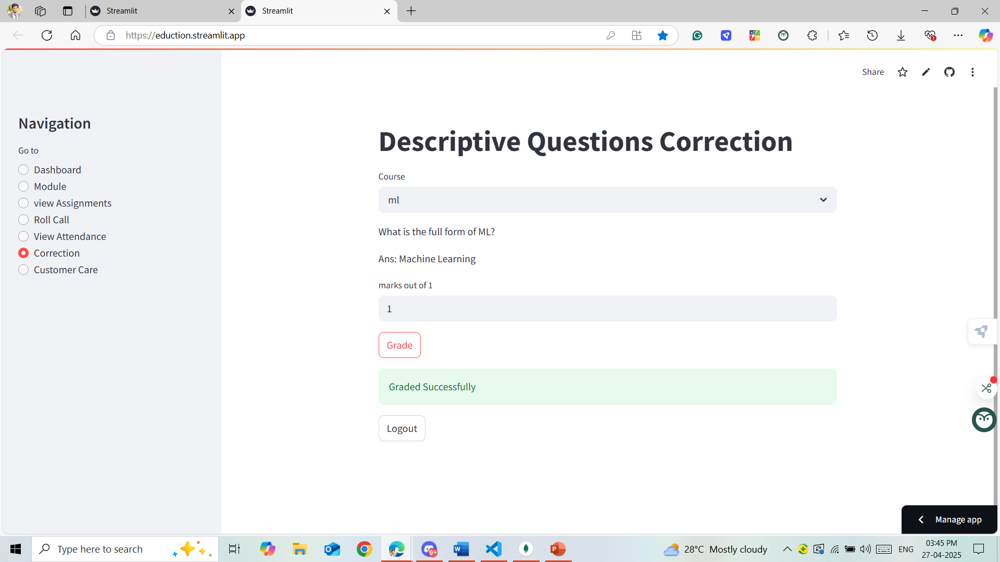 Streamlit
Streamlit
https://eduction.streamlit.app
Share
Navigation
Go to
Dashboard
Module
view Assignments
Roll Call
View Attendance
Correction
Customer Care
Descriptive Questions Correction
Course
ml
What is the full form of ML?
Ans: Machine Learning
marks out of 1
1
Grade
Graded Successfully
Logout
Manage app
Type here to search
9+
28°C Mostly cloudy
ENG
03:45 PM
27-04-2025